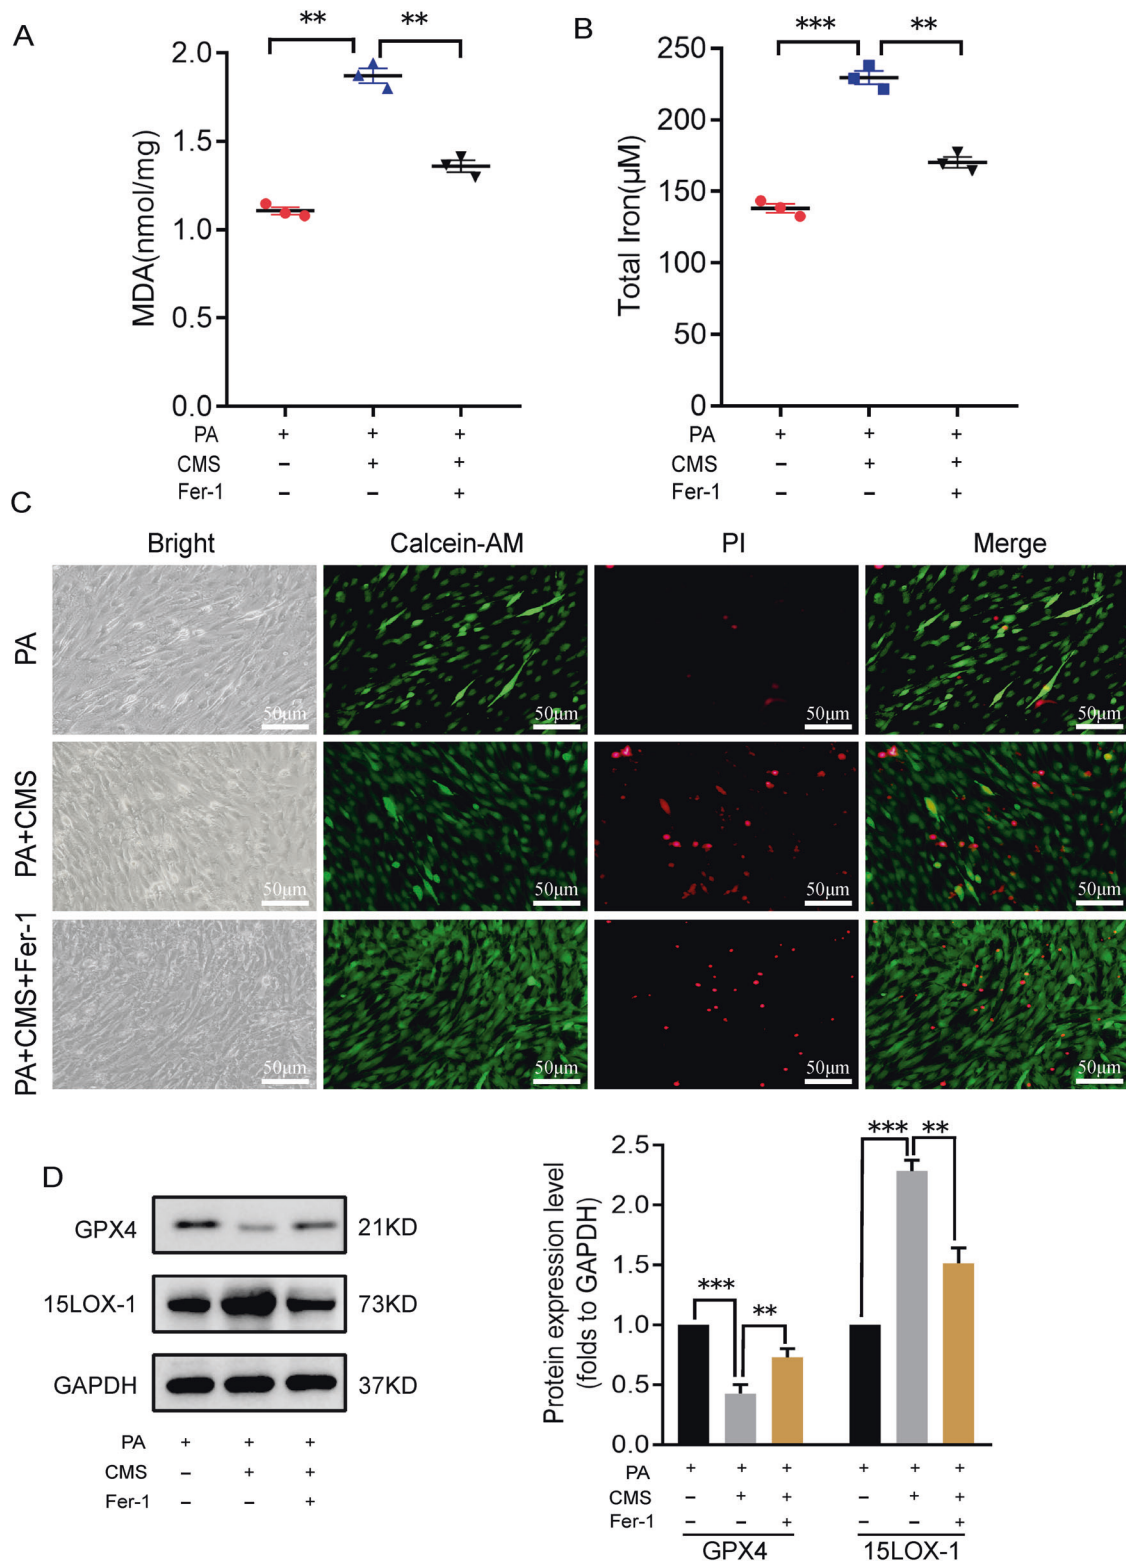 A
** **
2.0
1.5
1.0
0.5
0.0
MDA(nmol/mg)
PA + + +
CMS – + +
Fer-1 – – +
B
*** **
250
200
150
100
50
0
Total Iron(μM)
PA + + +
CMS – + +
Fer-1 – – +
C
Bright Calcein-AM PI Merge
PA
50μm 50μm 50μm 50μm
PA+CMS
50μm 50μm 50μm 50μm
PA+CMS+Fer-1
50μm 50μm 50μm 50μm
D
GPX4 21KD
15LOX-1 73KD
GAPDH 37KD
PA + + +
CMS – + +
Fer-1 – – +
Protein expression level
(folds to GAPDH)
2.5
2.0
1.5
1.0
0.5
0.0
*** **
*** **
PA + + + + + +
CMS – + + – + +
Fer-1 – – + – – +
GPX4 15LOX-1